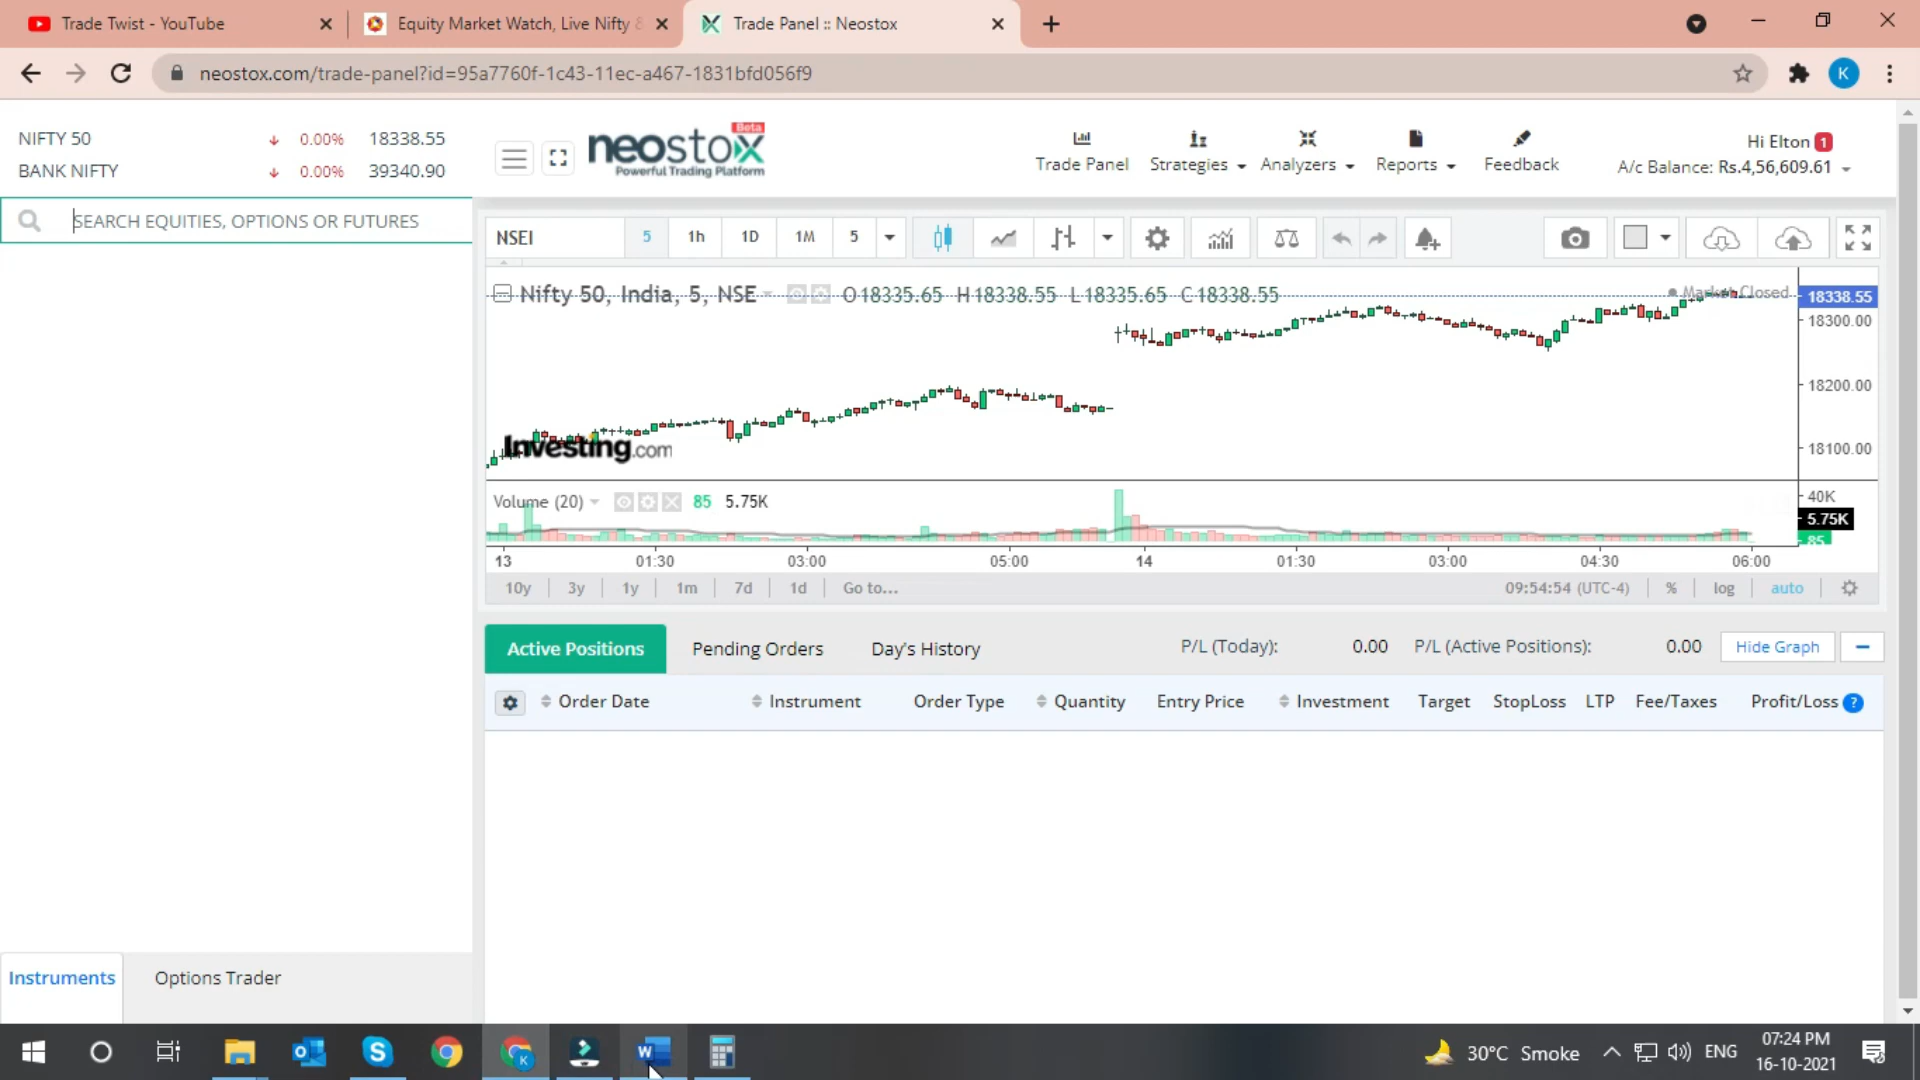 Trade Twist - YouTube
Equity Market Watch, Live Nifty &
Trade Panel :: Neostox
neostox.com/trade-panel?id=95a7760f-1c43-11ec-a467-1831bfd056f9
K
NIFTY 50 0.00% 18338.55
BANK NIFTY 0.00% 39340.90
SEARCH EQUITIES, OPTIONS OR FUTURES
neostox
Beta
Powerful Trading Platform
Trade Panel
Strategies
Analyzers
Reports
Feedback
Hi Elton 1
A/c Balance: Rs.4,56,609.61
NSEI 5 1h 1D 1M 5
Nifty 50, India, 5, NSE O 18335.65 H 18338.55 L 18335.65 C 18338.55
Market Closed
18338.55
18300.00
18200.00
18100.00
Investing.com
Volume (20) 85 5.75K
40K
5.75K
85
13 01:30 03:00 05:00 14 01:30 03:00 04:30 06:00
10y 3y 1y 1m 7d 1d Go to... 09:54:54 (UTC-4) % log auto
Active Positions Pending Orders Day's History P/L (Today): 0.00 P/L (Active Positions): 0.00 Hide Graph
Order Date Instrument Order Type Quantity Entry Price Investment Target StopLoss LTP Fee/Taxes Profit/Loss ?
Instruments Options Trader
30°C Smoke ENG
07:24 PM
16-10-2021